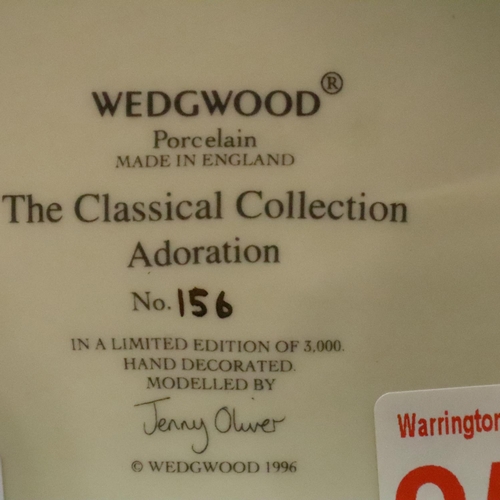 WEDGWOOD®
Porcelain
MADE IN ENGLAND
The Classical Collection
Adoration
No. 156
IN A LIMITED EDITION OF 3,000.
HAND DECORATED.
MODELLED BY
Jenny Oliver
© WEDGWOOD 1996
Warrington